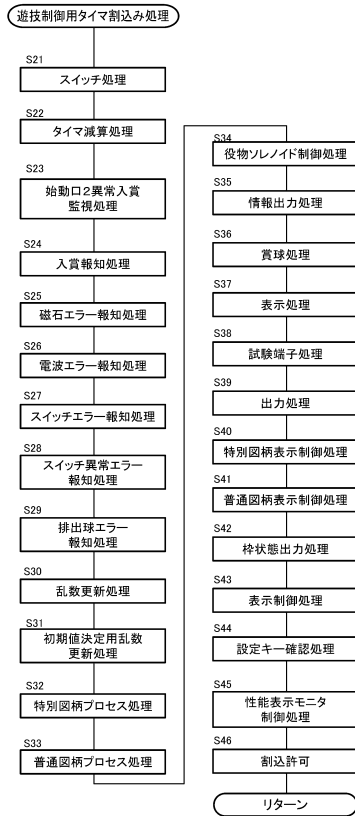 遊技制御用タイマ割込み処理
S21
スイッチ処理
S22
タイマ減算処理
S23
始動口2異常入賞
監視処理
S24
入賞報知処理
S25
磁石エラー報知処理
S26
電波エラー報知処理
S27
スイッチエラー報知処理
S28
スイッチ異常エラー
報知処理
S29
排出球エラー
報知処理
S30
乱数更新処理
S31
初期値決定用乱数
更新処理
S32
特別図柄プロセス処理
S33
普通図柄プロセス処理
S34
役物ソレノイド制御処理
S35
情報出力処理
S36
賞球処理
S37
表示処理
S38
試験端子処理
S39
出力処理
S40
特別図柄表示制御処理
S41
普通図柄表示制御処理
S42
枠状態出力処理
S43
表示制御処理
S44
設定キー確認処理
S45
性能表示モニタ
制御処理
S46
割込許可
リターン